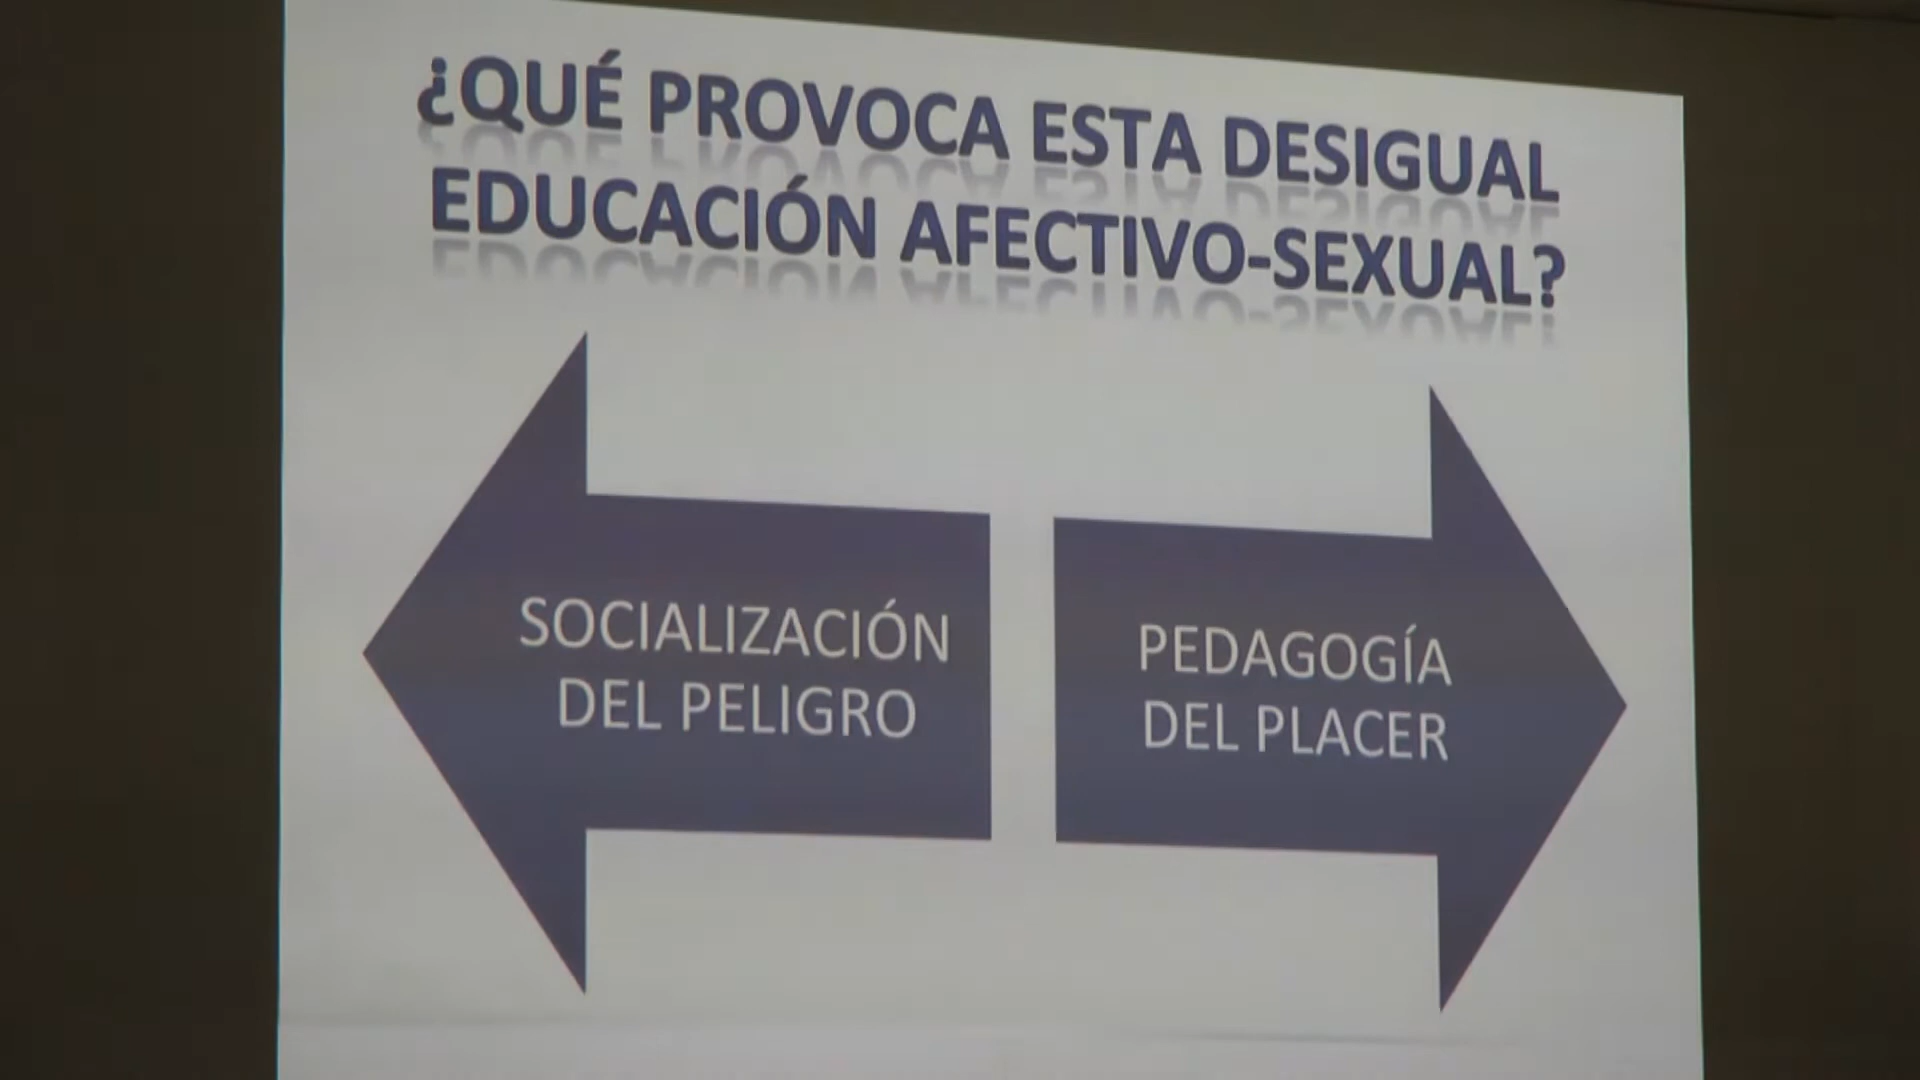 ¿QUÉ PROVOCA ESTA DESIGUAL
EDUCACIÓN AFECTIVO-SEXUAL?
SOCIALIZACIÓN
DEL PELIGRO
PEDAGOGÍA
DEL PLACER